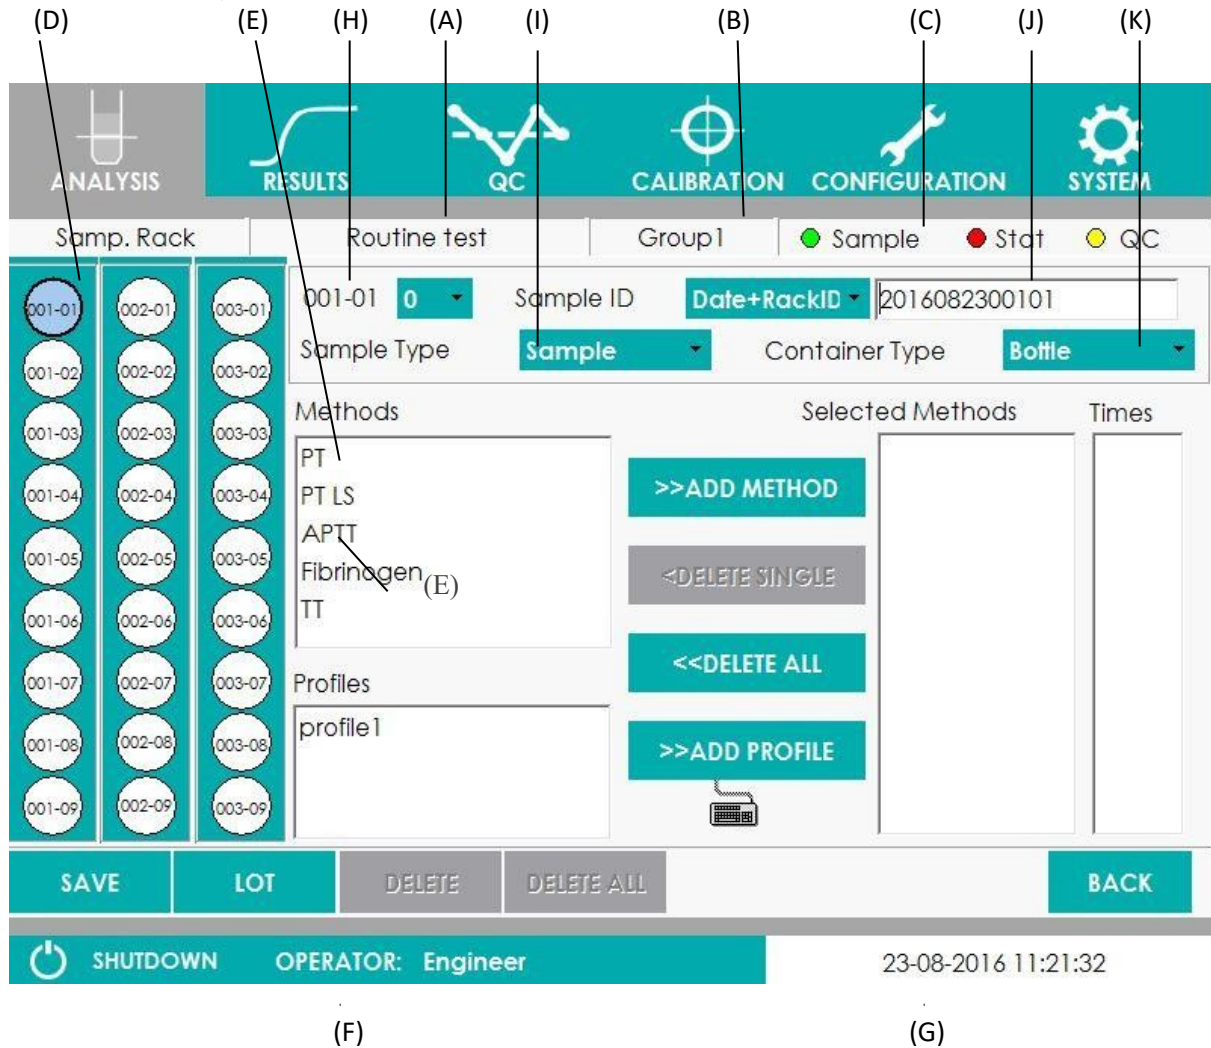 (D) (E) (H) (A) (I) (B) (C) (J) (K)
ANALYSIS RESULTS QC CALIBRATION CONFIGURATION SYSTEM
Samp. Rack Routine test Group1 Sample Stat QC
001-01 002-01 003-01
001-02 002-02 003-02
001-03 002-03 003-03
001-04 002-04 003-04
001-05 002-05 003-05
001-06 002-06 003-06
001-07 002-07 003-07
001-08 002-08 003-08
001-09 002-09 003-09
001-01 0 Sample ID Date+RackID 2016082300101
Sample Type Sample Container Type Bottle
Methods
PT
PT LS
APTT
Fibrinogen
(E)
TT
Profiles
profile1
>>ADD METHOD
<DELETE SINGLE
<<DELETE ALL
>>ADD PROFILE
Selected Methods Times
SAVE LOT DELETE DELETE ALL BACK
SHUTDOWN OPERATOR: Engineer 23-08-2016 11:21:32
(F) (G)